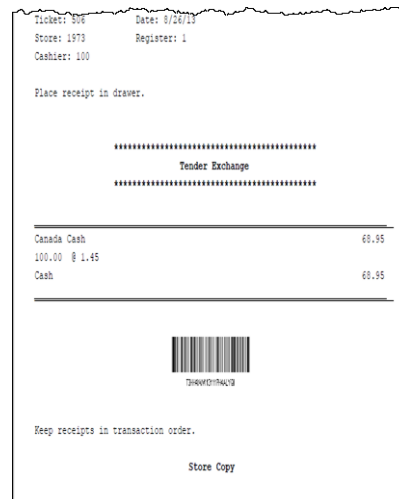 Ticket: 506 Date: 8/26/13
Store: 1973 Register: 1
Cashier: 100
Place receipt in drawer.
********************************************
Tender Exchange
********************************************
Canada Cash 68.95
100.00 @ 1.45
Cash 68.95
Keep receipts in transaction order.
Store Copy